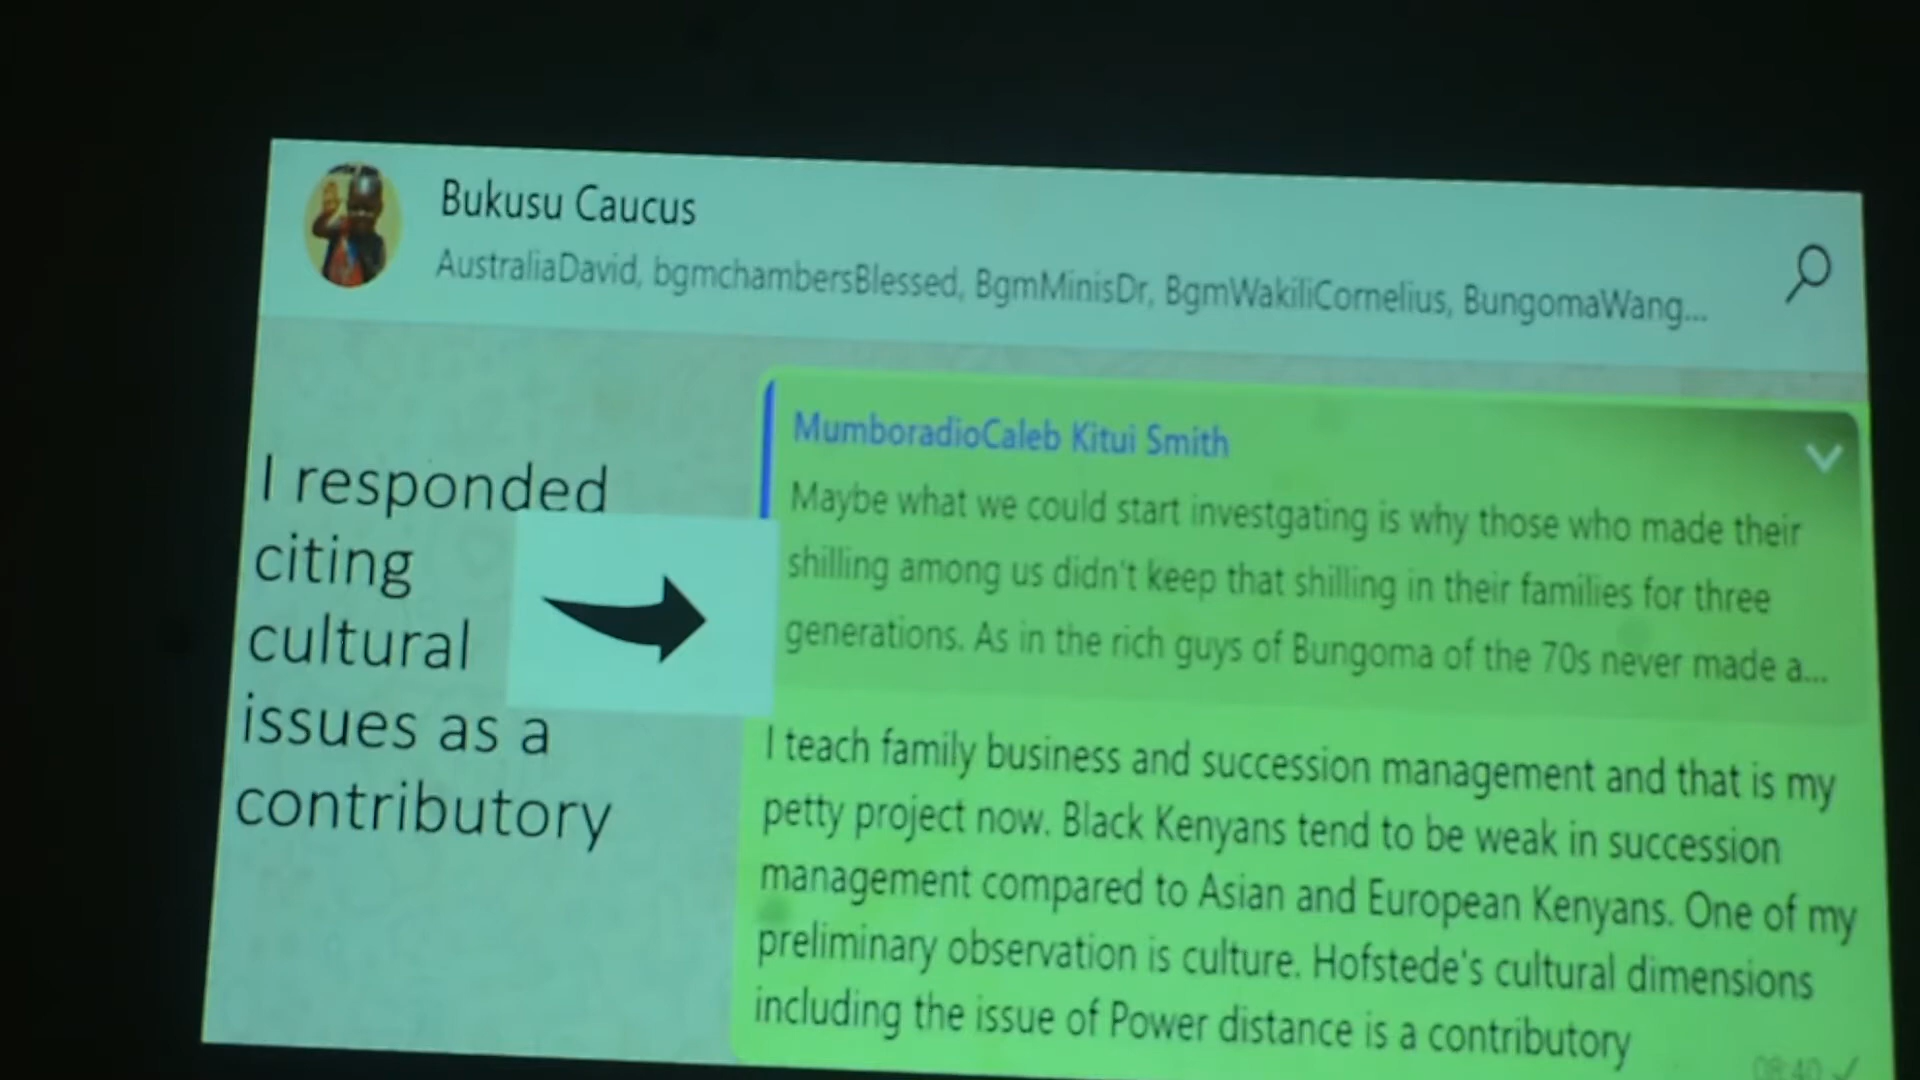 Bukusu Caucus
AustraliaDavid, bgmchambersBlessed, BgmMinisDr, BgmWakiliCornelius, BungomaWang...
I responded
citing
cultural
issues as a
contributory
MumboradioCaleb Kitui Smith
Maybe what we could start investgating is why those who made their
shilling among us didn't keep that shilling in their families for three
generations. As in the rich guys of Bungoma of the 70s never made a...
I teach family business and succession management and that is my
petty project now. Black Kenyans tend to be weak in succession
management compared to Asian and European Kenyans. One of my
preliminary observation is culture. Hofstede's cultural dimensions
including the issue of Power distance is a contributory
08:40